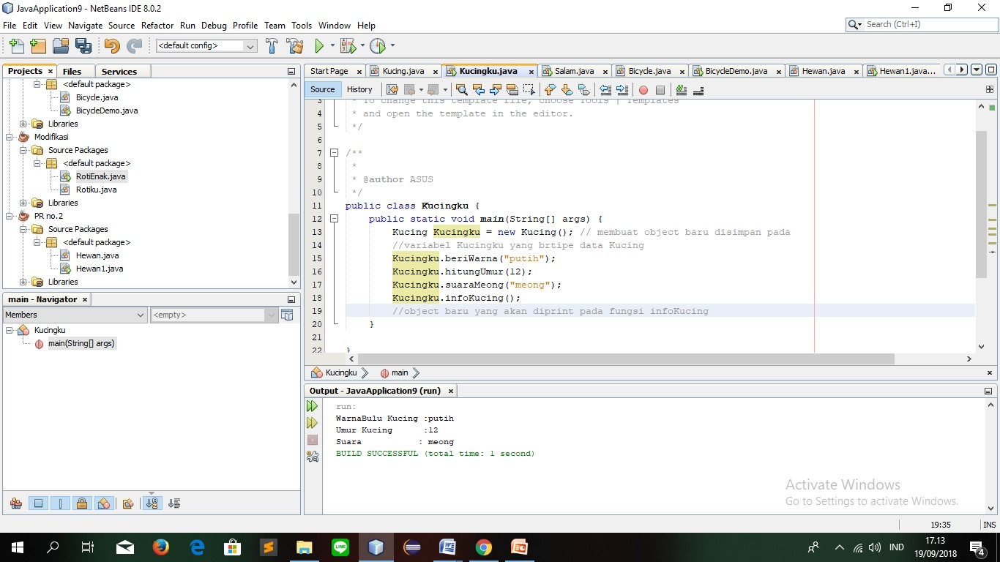 JavaApplication9 - NetBeans IDE 8.0.2
File Edit View Navigate Source Refactor Run Debug Profile Team Tools Window Help
Search (Ctrl+I)
<default config>
Projects × Files Services
<default package>
Bicycle.java
BicycleDemo.java
Libraries
Modifikasi
Source Packages
<default package>
RotiEnak.java
Rotiku.java
Libraries
PR no.2
Source Packages
<default package>
Hewan.java
Hewan1.java
Libraries
main - Navigator ×
Members <empty>
Kucingku
main(String[] args)
Start Page × Kucing.java × Kucingku.java × Salam.java × Bicycle.java × BicycleDemo.java × Hewan.java × Hewan1.java...
Source History
3 * To change this template file, choose Tools | Templates
4 * and open the template in the editor.
5 */
6
7 /**
8 *
9 * @author ASUS
10 */
11 public class Kucingku {
12 public static void main(String[] args) {
13 Kucing Kucingku = new Kucing(); // membuat object baru disimpan pada
14 //variabel Kucingku yang brtipe data Kucing
15 Kucingku.beriWarna("putih");
16 Kucingku.hitungUmur(12);
17 Kucingku.suaraMeong("meong");
18 Kucingku.infoKucing();
19 //object baru yang akan diprint pada fungsi infoKucing
20 }
21
22 }
Kucingku main
Output - JavaApplication9 (run) ×
run:
WarnaBulu Kucing :putih
Umur Kucing :12
Suara : meong
BUILD SUCCESSFUL (total time: 1 second)
Activate Windows
Go to Settings to activate Windows.
19:35 INS
IND
17.13
19/09/2018
4